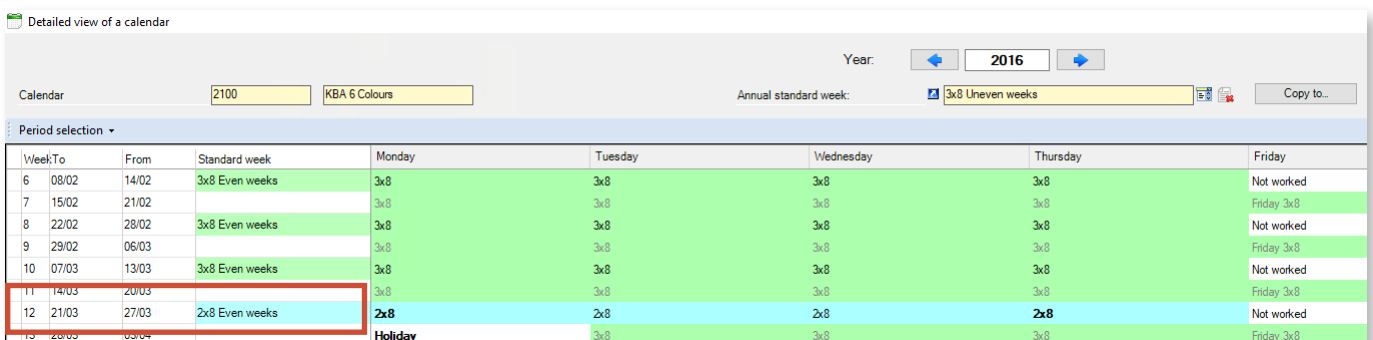 Detailed view of a calendar
Year: 2016
Calendar 2100 KBA 6 Colours Annual standard week: 3x8 Uneven weeks Copy to...
Period selection
Week To From Standard week Monday Tuesday Wednesday Thursday Friday
6 08/02 14/02 3x8 Even weeks 3x8 3x8 3x8 3x8 Not worked
7 15/02 21/02 3x8 3x8 3x8 3x8 Friday 3x8
8 22/02 28/02 3x8 Even weeks 3x8 3x8 3x8 3x8 Not worked
9 29/02 06/03 3x8 3x8 3x8 3x8 Friday 3x8
10 07/03 13/03 3x8 Even weeks 3x8 3x8 3x8 3x8 Not worked
11 14/03 20/03 3x8 3x8 3x8 3x8 Friday 3x8
12 21/03 27/03 2x8 Even weeks 2x8 2x8 2x8 2x8 Not worked
13 28/03 03/04 Holiday 3x8 3x8 3x8 Friday 3x8